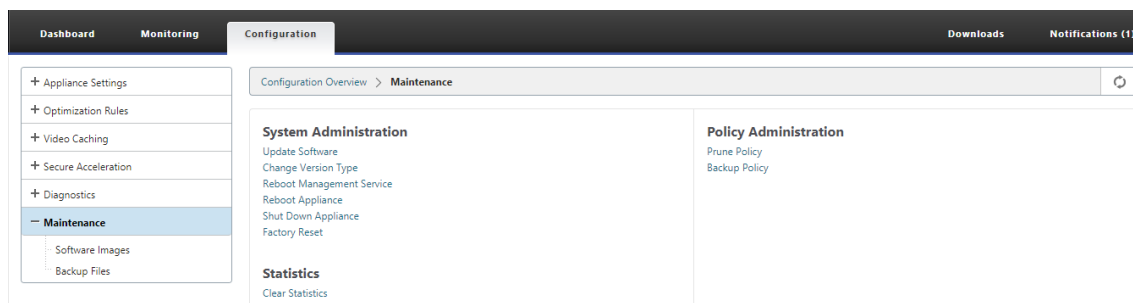 Dashboard Monitoring Configuration Downloads Notifications (1)
+ Appliance Settings
+ Optimization Rules
+ Video Caching
+ Secure Acceleration
+ Diagnostics
− Maintenance
Software Images
Backup Files
Configuration Overview > Maintenance
System Administration
Update Software
Change Version Type
Reboot Management Service
Reboot Appliance
Shut Down Appliance
Factory Reset
Statistics
Clear Statistics
Policy Administration
Prune Policy
Backup Policy